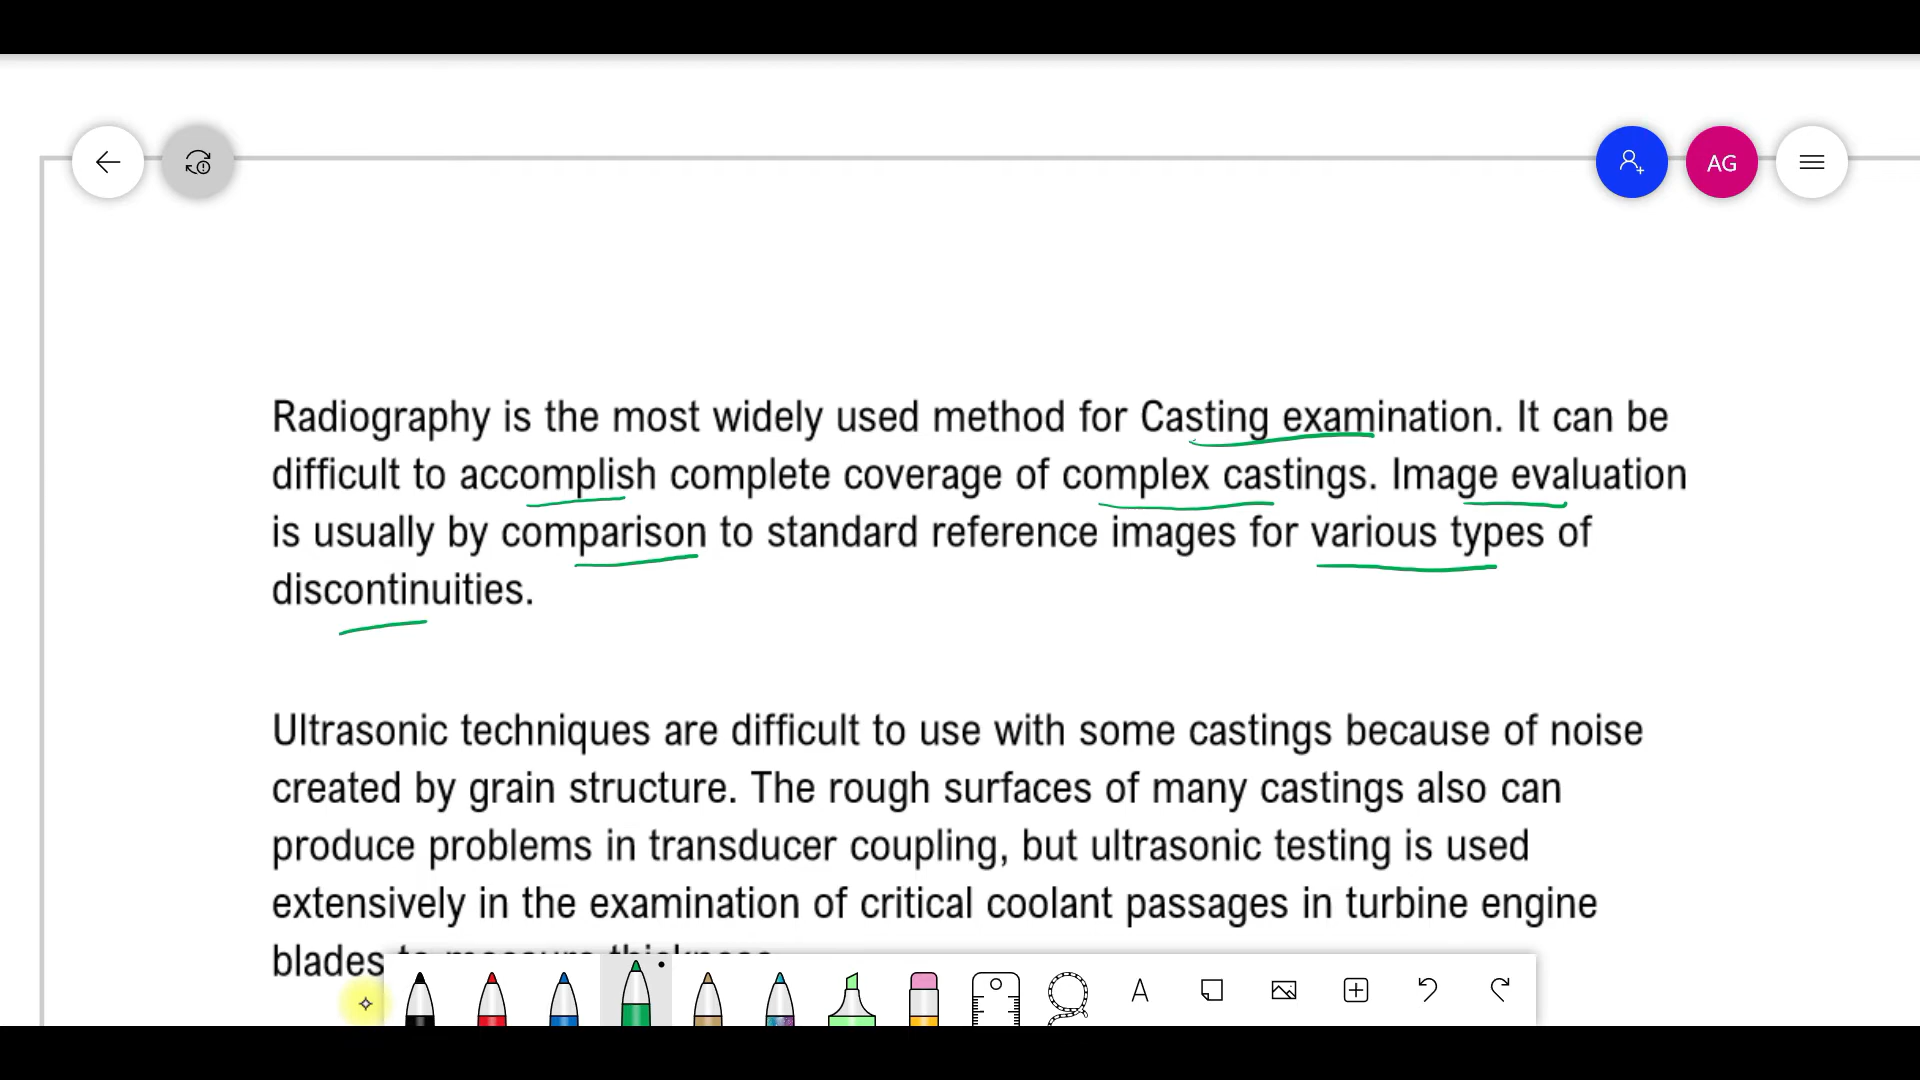 AG
Radiography is the most widely used method for Casting examination. It can be
difficult to accomplish complete coverage of complex castings. Image evaluation
is usually by comparison to standard reference images for various types of
discontinuities.
Ultrasonic techniques are difficult to use with some castings because of noise
created by grain structure. The rough surfaces of many castings also can
produce problems in transducer coupling, but ultrasonic testing is used
extensively in the examination of critical coolant passages in turbine engine
blades to measure thickness